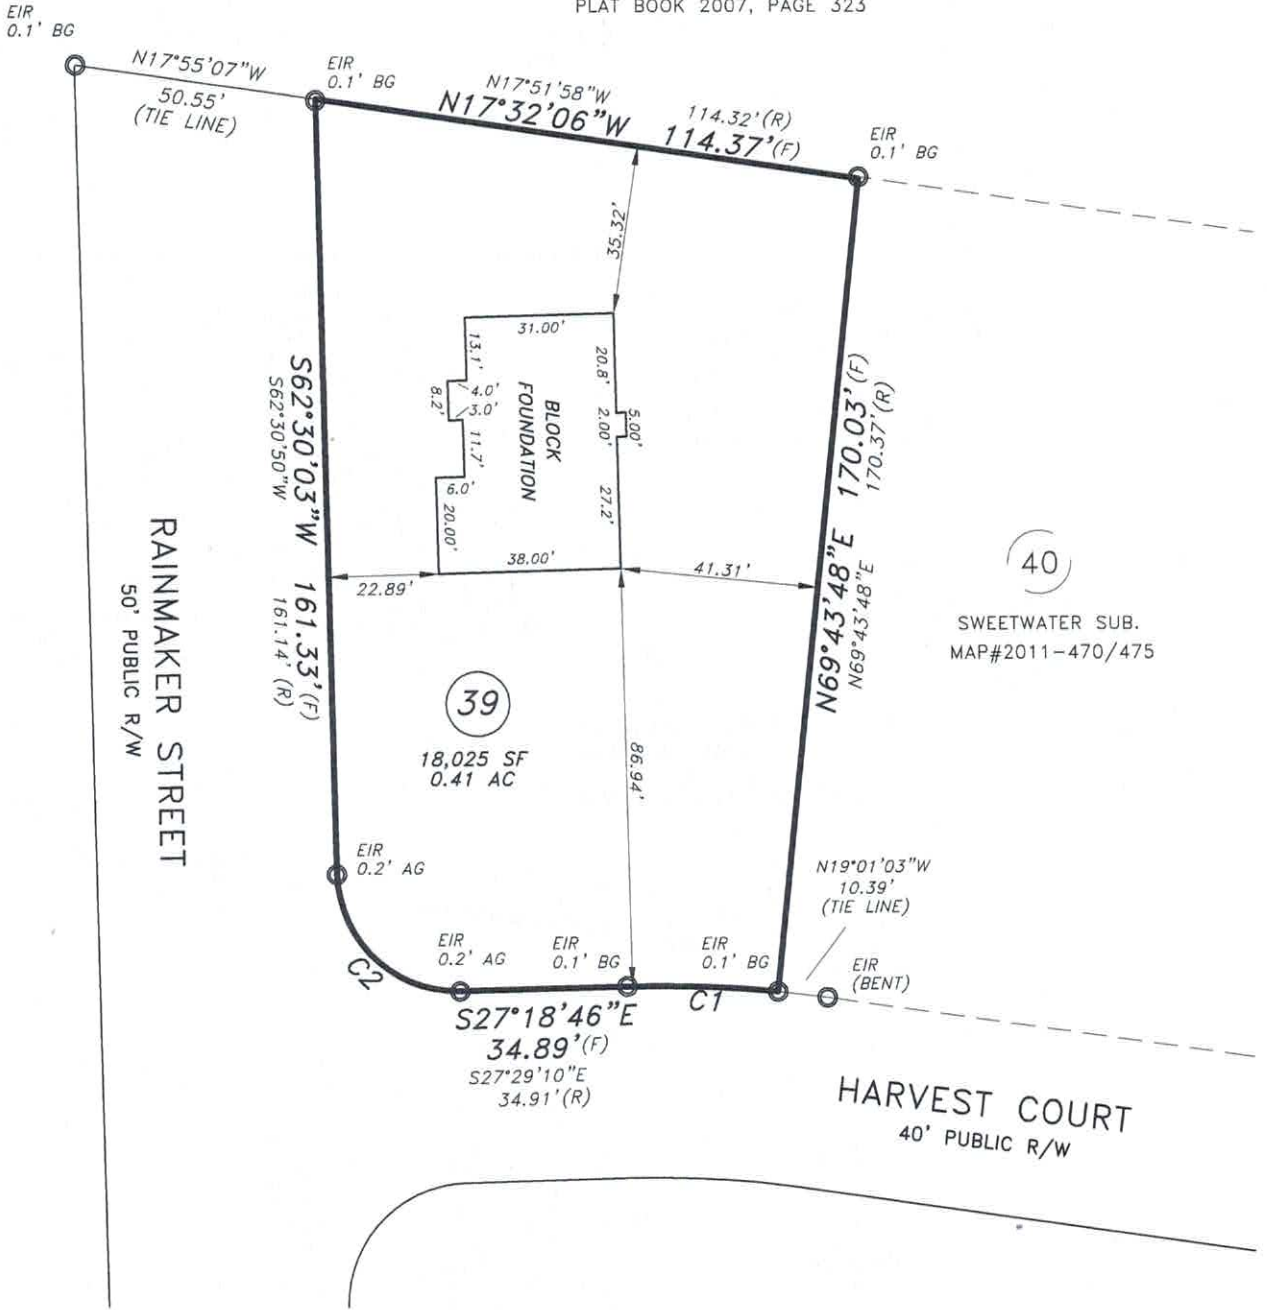 PLAT BOOK 2007, PAGE 323
EIR
0.1' BG
N17°55'07"W
50.55'
(TIE LINE)
EIR
0.1' BG
N17°51'58"W
N17°32'06"W
114.32'(R)
114.37'(F)
EIR
0.1' BG
35.32'
31.00'
13.1'
4.0'
8.2'
3.0'
11.7'
6.0'
20.00'
BLOCK
FOUNDATION
20.8'
5.00'
2.00'
27.2'
38.00'
22.89'
41.31'
S62°30'03"W 161.33'(F)
S62°30'50"W 161.14' (R)
N69°43'48"E 170.03'(F)
N69°43'48"E 170.37'(R)
RAINMAKER STREET
50' PUBLIC R/W
40
SWEETWATER SUB.
MAP#2011-470/475
39
18,025 SF
0.41 AC
86.94'
EIR
0.2' AG
C2
EIR
0.2' AG
EIR
0.1' BG
EIR
0.1' BG
C1
N19°01'03"W
10.39'
(TIE LINE)
EIR
(BENT)
S27°18'46"E
34.89'(F)
S27°29'10"E
34.91'(R)
HARVEST COURT
40' PUBLIC R/W